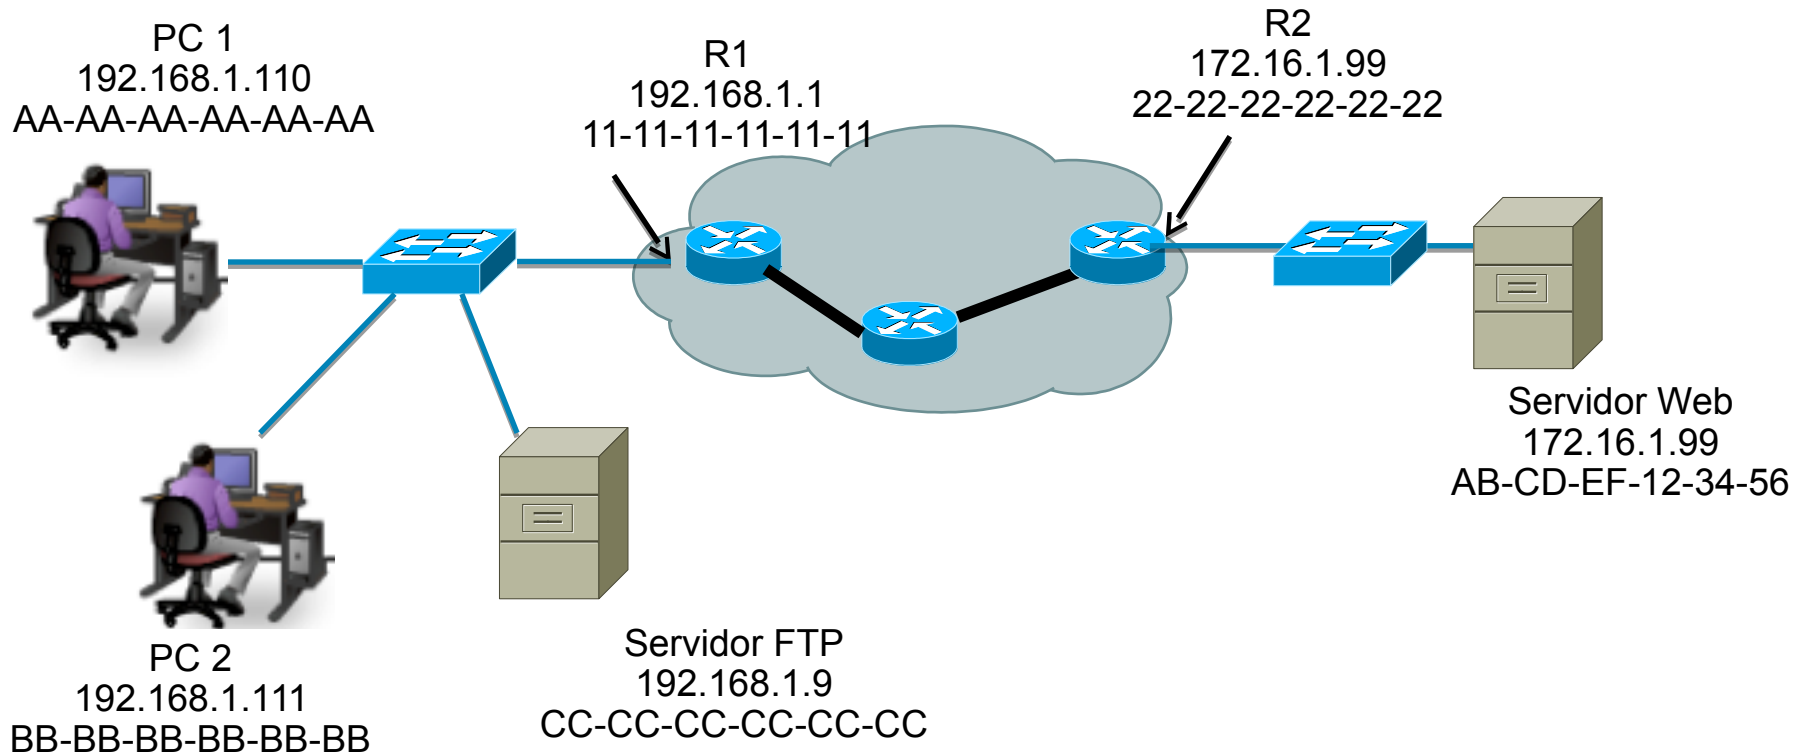 PC 1
192.168.1.110
AA-AA-AA-AA-AA-AA
R1
192.168.1.1
11-11-11-11-11-11
R2
172.16.1.99
22-22-22-22-22-22
Servidor Web
172.16.1.99
AB-CD-EF-12-34-56
PC 2
192.168.1.111
BB-BB-BB-BB-BB-BB
Servidor FTP
192.168.1.9
CC-CC-CC-CC-CC-CC